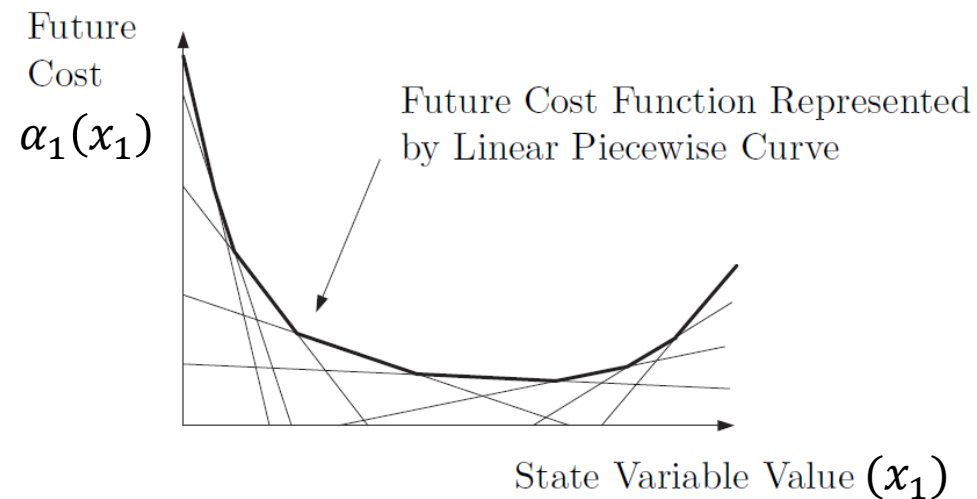 Future
Cost
α₁(x₁)
Future Cost Function Represented
by Linear Piecewise Curve
State Variable Value (x₁)